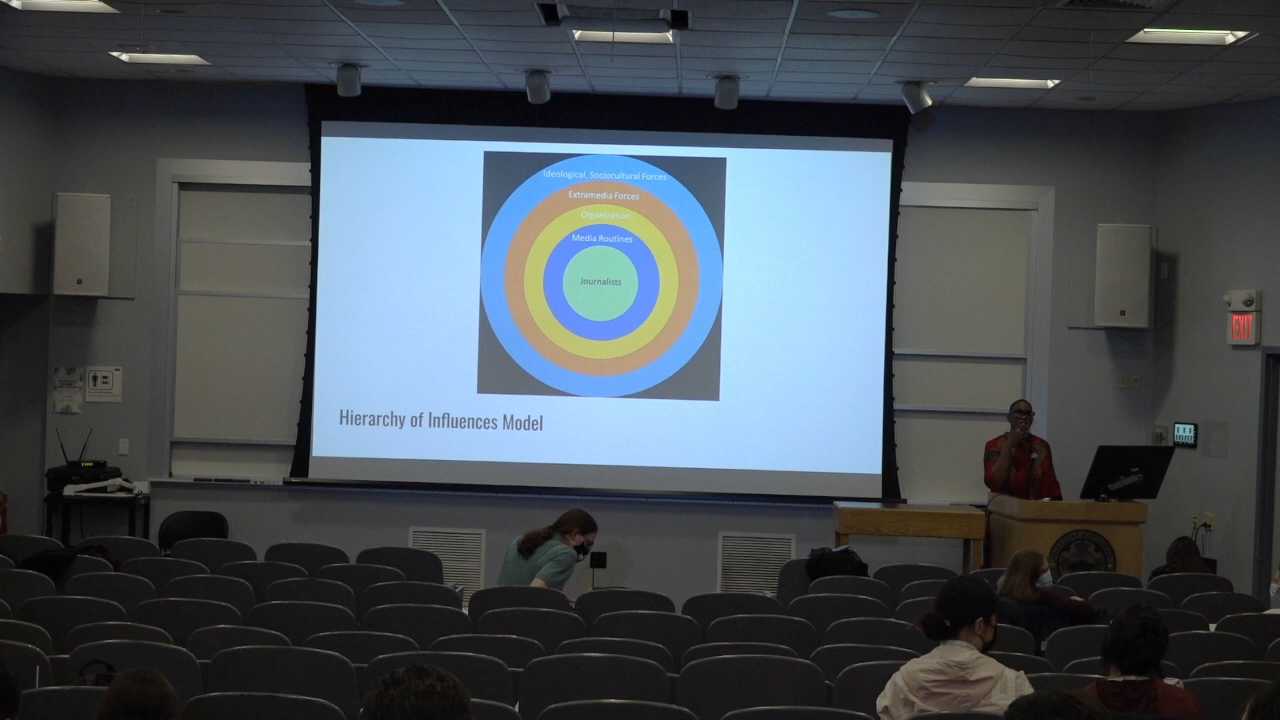 Ideological, Sociocultural Forces
Extramedia Forces
Organization
Media Routines
Journalists
Hierarchy of Influences Model
EXIT